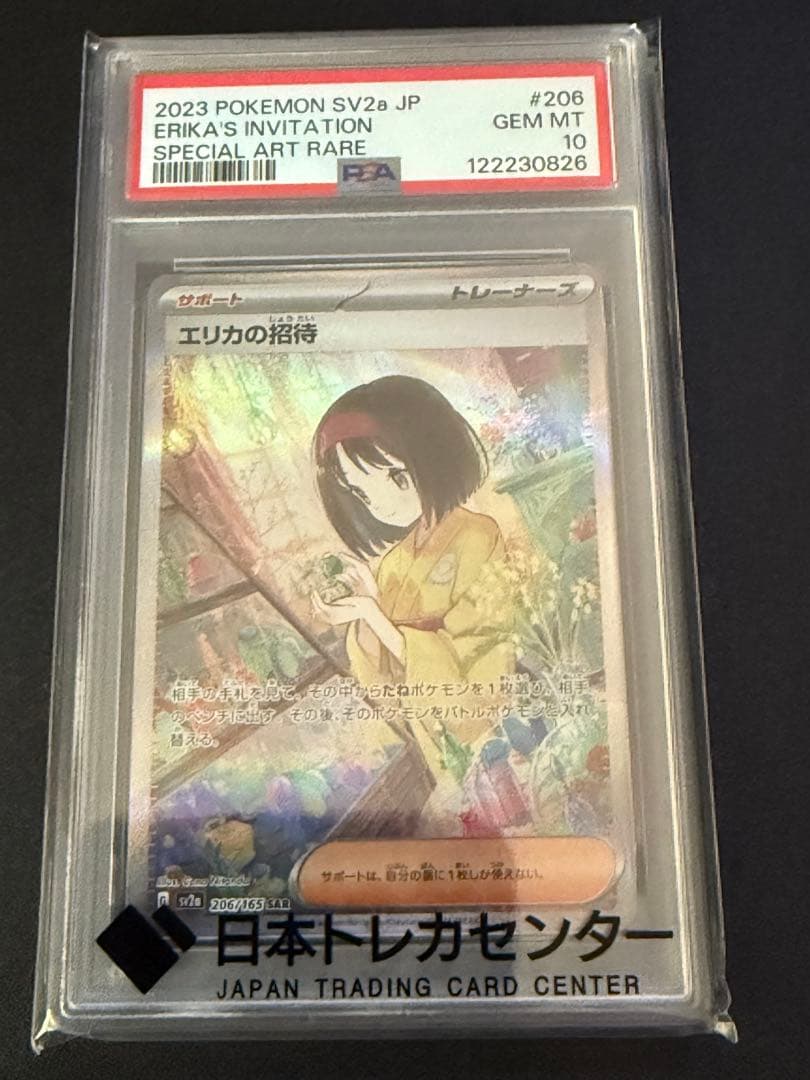 2023 POKEMON SV2a JP #206
ERIKA'S INVITATION GEM MT
SPECIAL ART RARE 10
PSA 122230826
サポート トレーナーズ
エリカの招待
しょうたい
相手の手札を見て、その中からたねポケモンを1枚選び、相手
のベンチに出す。その後、そのポケモンをバトルポケモンと入れ
替える。
サポートは、自分の番に1枚しか使えない。
G SV2a 206/165 SAR
日本トレカセンター
JAPAN TRADING CARD CENTER